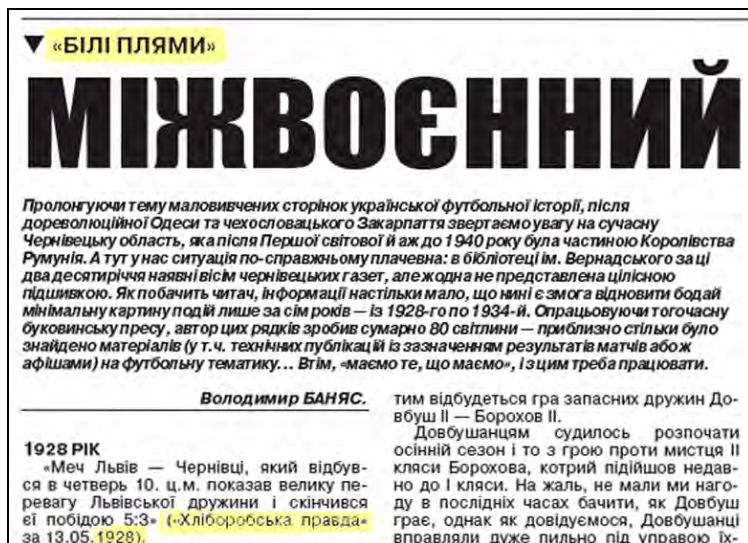 ▼ «БІЛІ ПЛЯМИ»
МІЖВОЄННИЙ
Пролонгуючи тему маловивчених сторінок української футбольної історії, після
дореволюційної Одеси та чехословацького Закарпаття звертаємо увагу на сучасну
Чернівецьку область, яка після Першої світової й аж до 1940 року була частиною Королівства
Румунія. А тут у нас ситуація по-справжньому плачевна: в бібліотеці ім. Вернадського за ці
два десятиріччя наявні вісім чернівецьких газет, але жодна не представлена цілісною
підшивкою. Як побачить читач, інформації настільки мало, що нині є змога відновити бодай
мінімальну картину подій лише за сім років — із 1928-го по 1934-й. Опрацьовуючи тогочасну
буковинську пресу, автор цих рядків зробив сумарно 80 світлини — приблизно стільки було
знайдено матеріалів (у т. ч. технічних публікацій із зазначенням результатів матчів або ж
афішами) на футбольну тематику... Втім, «маємо те, що маємо», і з цим треба працювати.
Володимир БАНЯС.
1928 РІК
«Меч Львів — Чернівці, який відбув-
ся в четвер 10. ц.м. показав велику пе-
ревагу Львівської дружини і скінчився
єї побідою 5:3» («Хліборобська правда»
за 13.05.1928).
тим відбудеться гра запасних дружин До-
вбуш ІІ — Борохов ІІ.
Довбушанцям судилось розпочати
осінній сезон і то з грою проти мистця ІІ
кляси Борохова, котрий підійшов недав-
но до І кляси. На жаль, не мали ми наго-
ду в послідніх часах бачити, як Довбуш
грає, однак як довідуємося, Довбушанці
вправляли дуже пильно під управою їх-